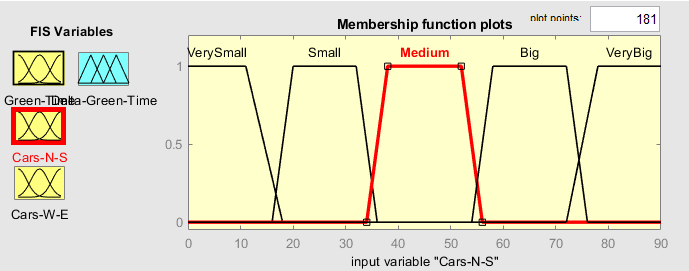 Membership function plots
plot points: 181
FIS Variables
VerySmall Small Medium Big VeryBig
1
Green-Time Delta-Green-Time
0.5
Cars-N-S
Cars-W-E
0
0 10 20 30 40 50 60 70 80 90
input variable "Cars-N-S"